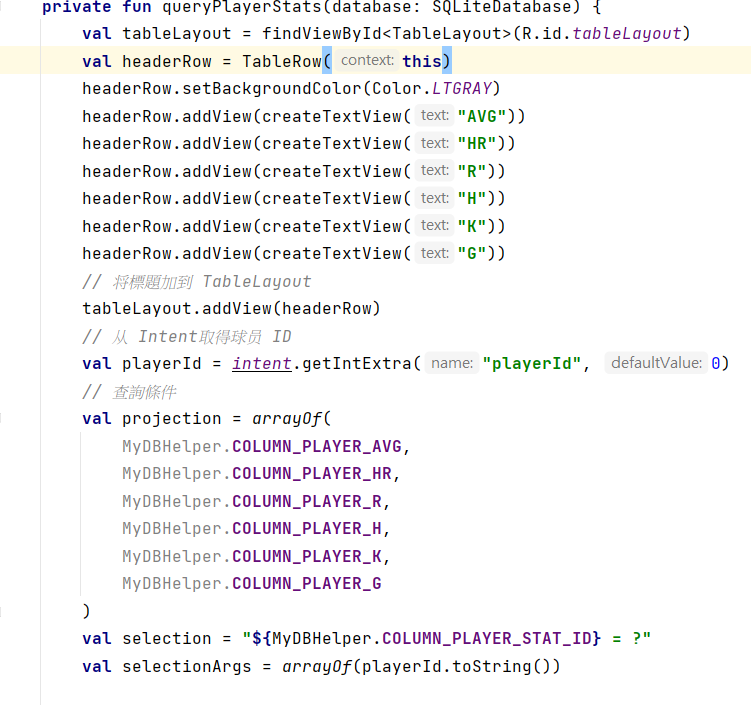 private fun queryPlayerStats(database: SQLiteDatabase) {
val tableLayout = findViewById<TableLayout>(R.id.tableLayout)
val headerRow = TableRow( context: this)
headerRow.setBackgroundColor(Color.LTGRAY)
headerRow.addView(createTextView( text: "AVG"))
headerRow.addView(createTextView( text: "HR"))
headerRow.addView(createTextView( text: "R"))
headerRow.addView(createTextView( text: "H"))
headerRow.addView(createTextView( text: "K"))
headerRow.addView(createTextView( text: "G"))
// 将標題加到 TableLayout
tableLayout.addView(headerRow)
// 从 Intent取得球员 ID
val playerId = intent.getIntExtra( name: "playerId", defaultValue: 0)
// 查詢條件
val projection = arrayOf(
MyDBHelper.COLUMN_PLAYER_AVG,
MyDBHelper.COLUMN_PLAYER_HR,
MyDBHelper.COLUMN_PLAYER_R,
MyDBHelper.COLUMN_PLAYER_H,
MyDBHelper.COLUMN_PLAYER_K,
MyDBHelper.COLUMN_PLAYER_G
)
val selection = "${MyDBHelper.COLUMN_PLAYER_STAT_ID} = ?"
val selectionArgs = arrayOf(playerId.toString())